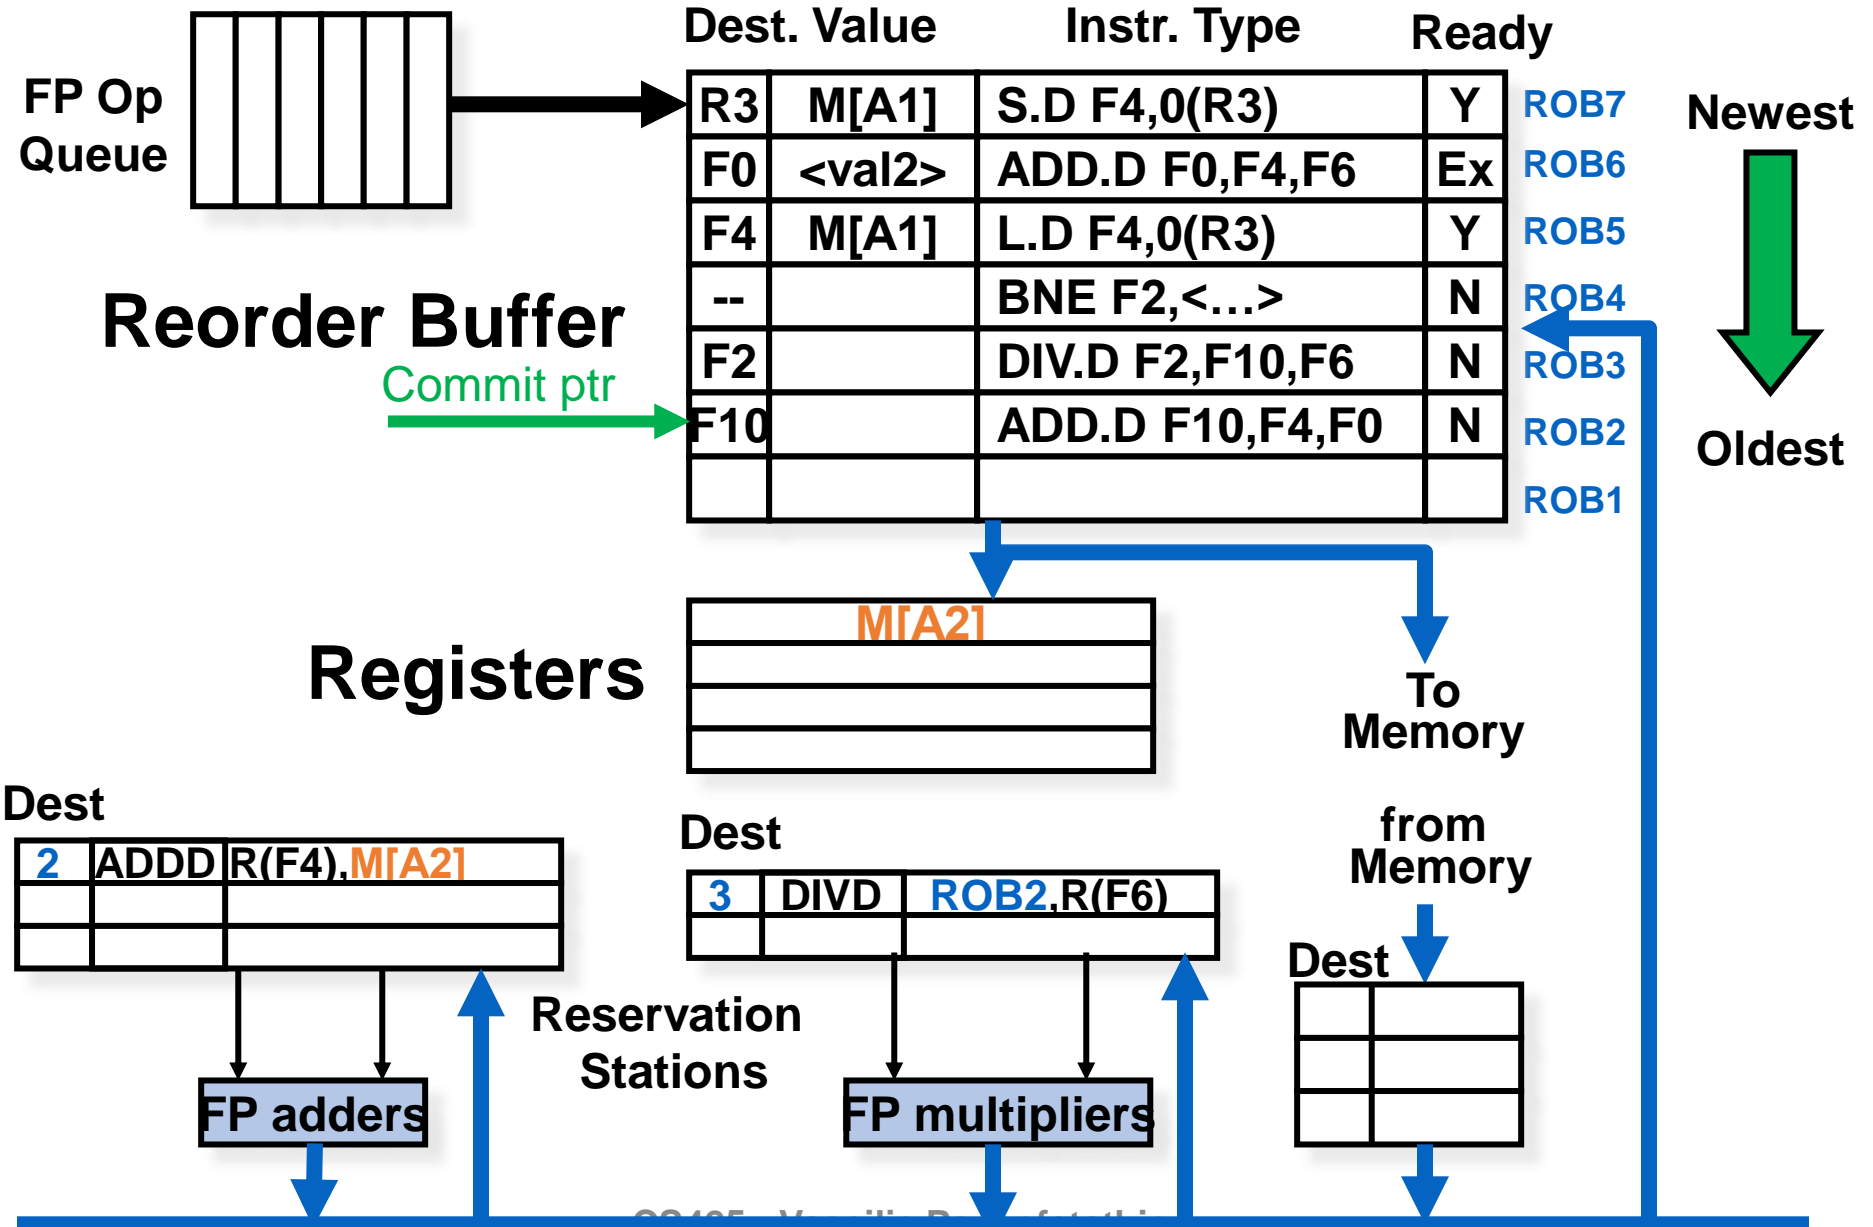 Dest. Value Instr. Type Ready
FP Op
Queue
R3 M[A1] S.D F4,0(R3) Y ROB7
F0 <val2> ADD.D F0,F4,F6 Ex ROB6
F4 M[A1] L.D F4,0(R3) Y ROB5
-- BNE F2,<…> N ROB4
F2 DIV.D F2,F10,F6 N ROB3
F10 ADD.D F10,F4,F0 N ROB2
ROB1
Newest
Oldest
Reorder Buffer
Commit ptr
Registers
M[A2]
To
Memory
Dest
2 ADDD R(F4),M[A2]
Dest
3 DIVD ROB2,R(F6)
from
Memory
Dest
Reservation
Stations
FP adders
FP multipliers